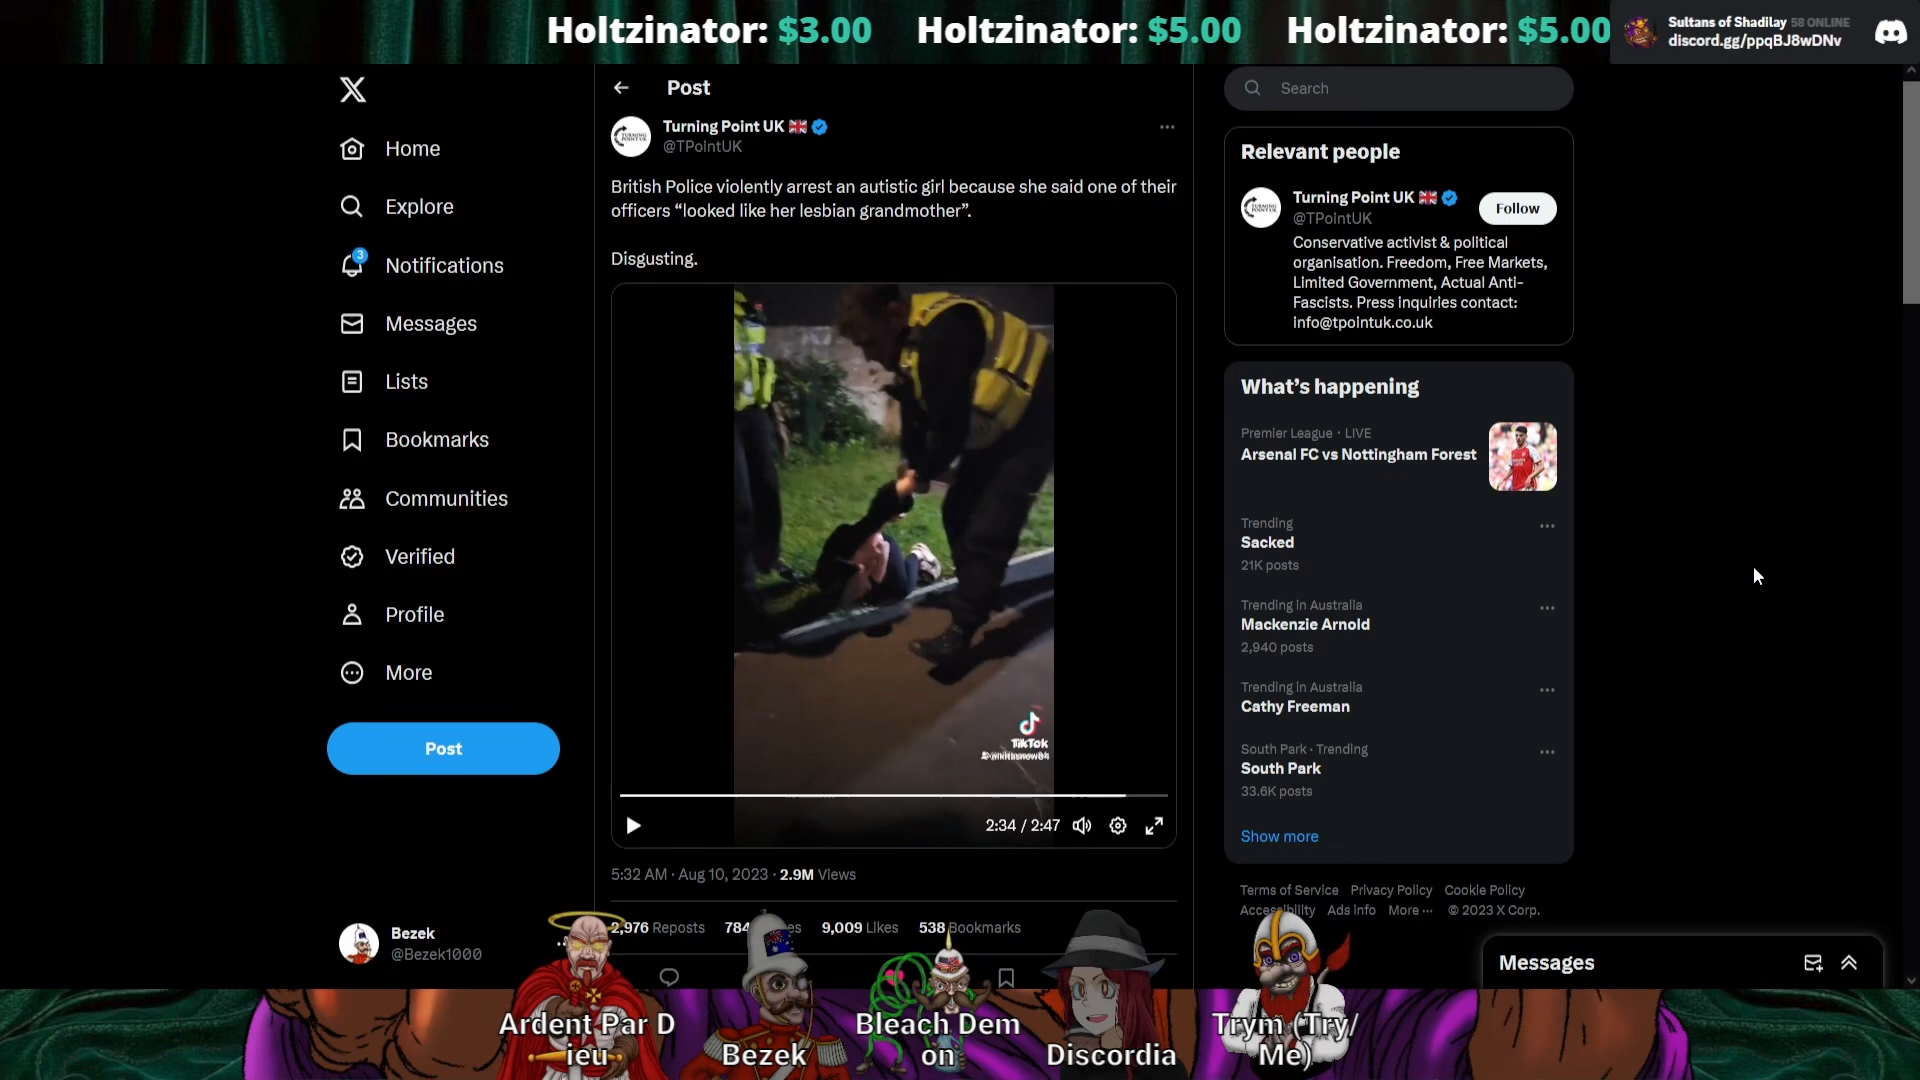 Holtzinator: $3.00 Holtzinator: $5.00 Holtzinator: $5.00
Sultans of Shadilay 58 ONLINE
discord.gg/ppqBJ8wDNv
Home
Explore
3
Notifications
Messages
Lists
Bookmarks
Communities
Verified
Profile
More
Post
Bezek
@Bezek1000
Post
Turning Point UK
@TPointUK
British Police violently arrest an autistic girl because she said one of their
officers “looked like her lesbian grandmother”.
Disgusting.
TikTok
2:34 / 2:47
5:32 AM · Aug 10, 2023 · 2.9M Views
2,976 Reposts 784 9,009 Likes 538 Bookmarks
Search
Relevant people
Turning Point UK
@TPointUK
Follow
Conservative activist & political
organisation. Freedom, Free Markets,
Limited Government, Actual Anti-
Fascists. Press inquiries contact:
info@tpointuk.co.uk
What’s happening
Premier League · LIVE
Arsenal FC vs Nottingham Forest
Trending
Sacked
21K posts
Trending in Australia
Mackenzie Arnold
2,940 posts
Trending in Australia
Cathy Freeman
South Park · Trending
South Park
33.6K posts
Show more
Terms of Service Privacy Policy Cookie Policy
Accessibility Ads info More ··· © 2023 X Corp.
Messages
Ardent Par D
ieu
Bezek
Bleach Dem
on
Discordia
Trym (Try/
Me)